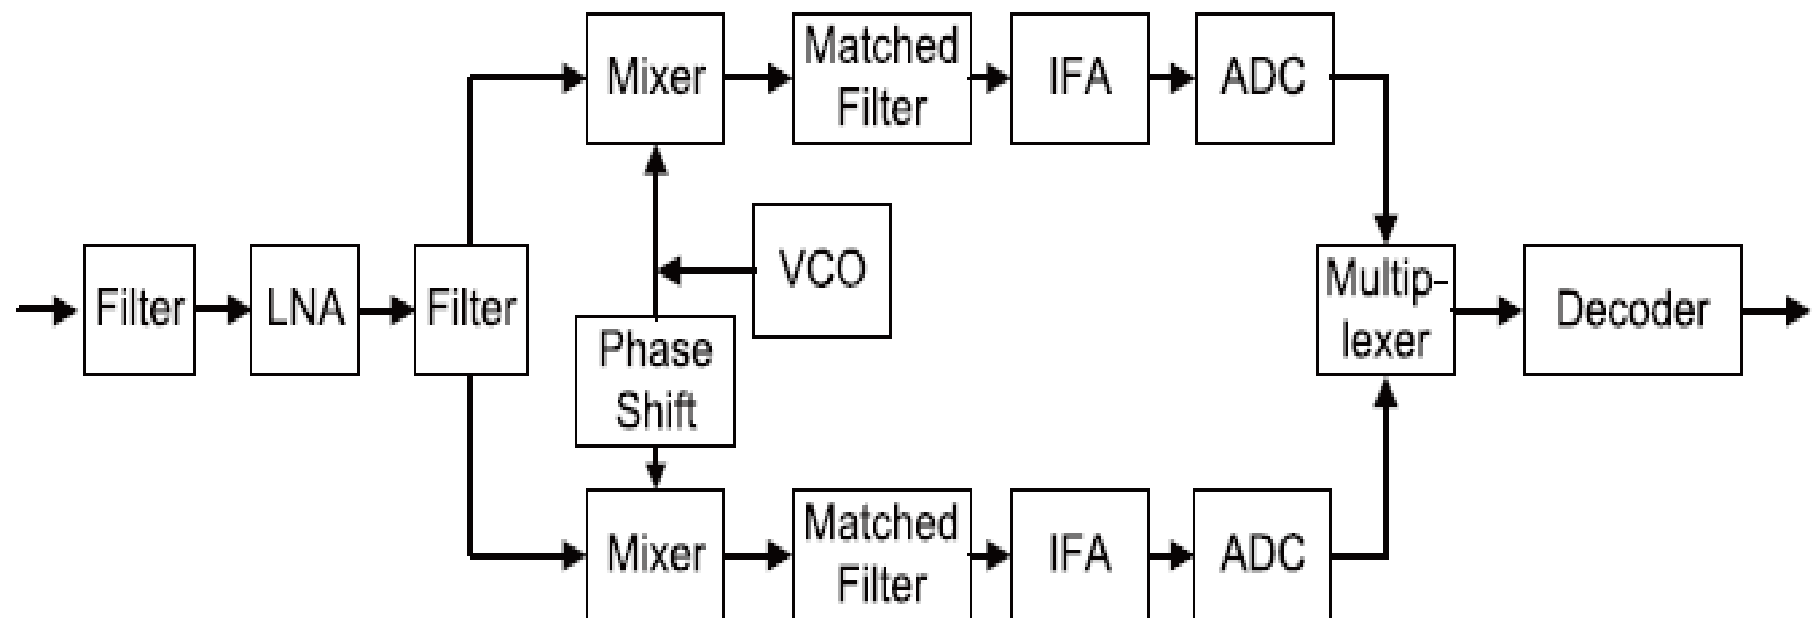 Mixer
Matched
Filter
IFA
ADC
Filter
LNA
Filter
VCO
Phase
Shift
Multip-
lexer
Decoder
Mixer
Matched
Filter
IFA
ADC